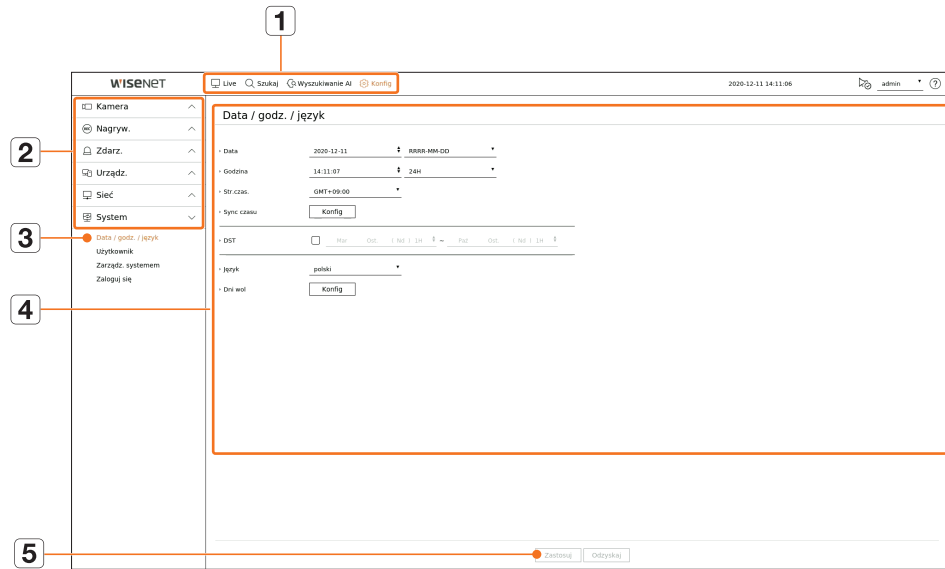 1
WISENET Live Szukaj Wyszukiwanie AI Konfig 2020-12-11 14:11:06 admin ?
Kamera
Data / godz. / język
Nagryw.
2
Zdarz.
Data 2020-12-11 RRRR-MM-DD
Urządz.
Godzina 14:11:07 24H
Sieć
Str.czas. GMT+09:00
System
Sync czasu Konfig
3
Data / godz. / język
DST Mar Ost. ( Nil ) 1H ~ Paź Ost. ( Nil ) 1H
Użytkownik
Zarządz. systemem
Język polski
Zaloguj się
Dni wol Konfig
4
5
Zastosuj Odzyskaj